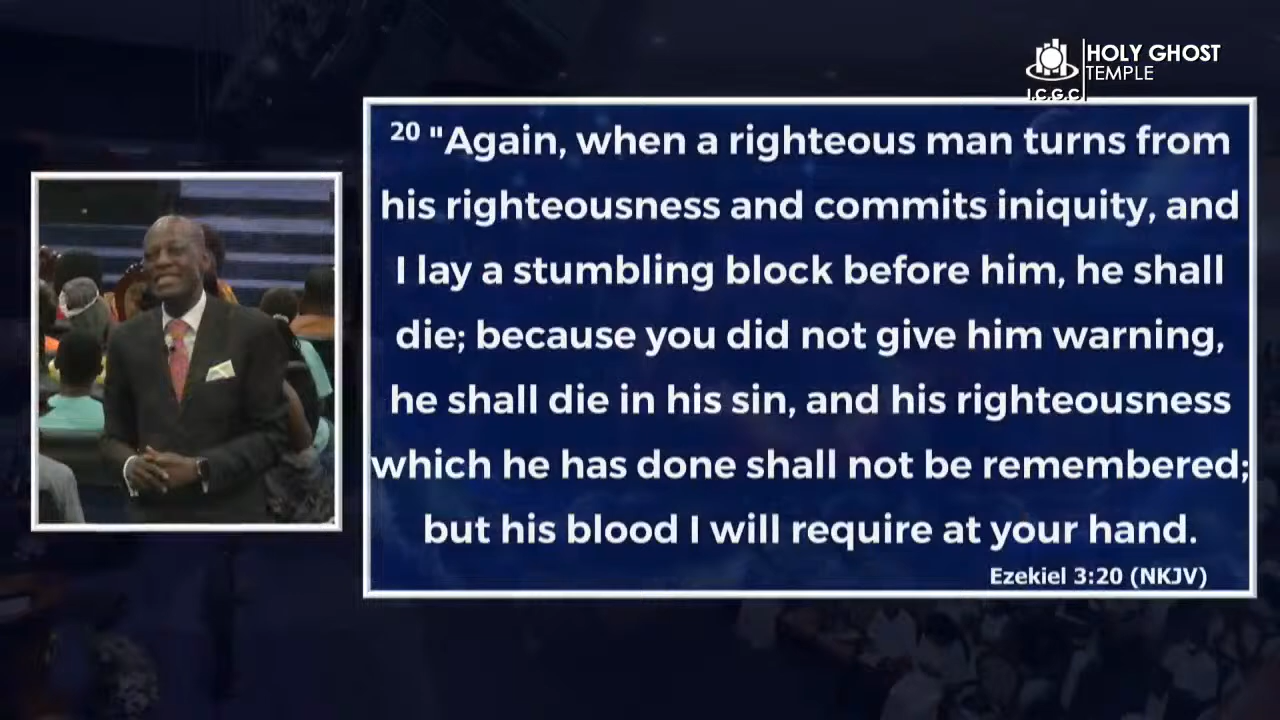 HOLY GHOST
TEMPLE
I.C.G.C
20 "Again, when a righteous man turns from
his righteousness and commits iniquity, and
I lay a stumbling block before him, he shall
die; because you did not give him warning,
he shall die in his sin, and his righteousness
which he has done shall not be remembered;
but his blood I will require at your hand.
Ezekiel 3:20 (NKJV)